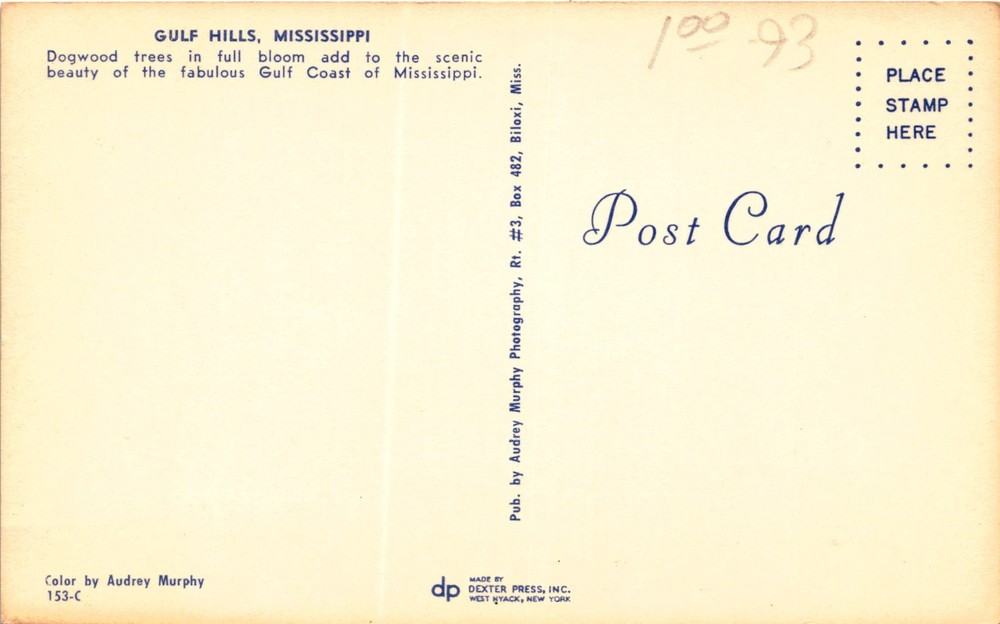 GULF HILLS, MISSISSIPPI
Dogwood trees in full bloom add to the scenic
beauty of the fabulous Gulf Coast of Mississippi.
100 -93
PLACE
STAMP
HERE
Post Card
Pub. by Audrey Murphy Photography, Rt. #3, Box 482, Biloxi, Miss.
Color by Audrey Murphy
153-C
dp
MADE BY
DEXTER PRESS, INC.
WEST NYACK, NEW YORK